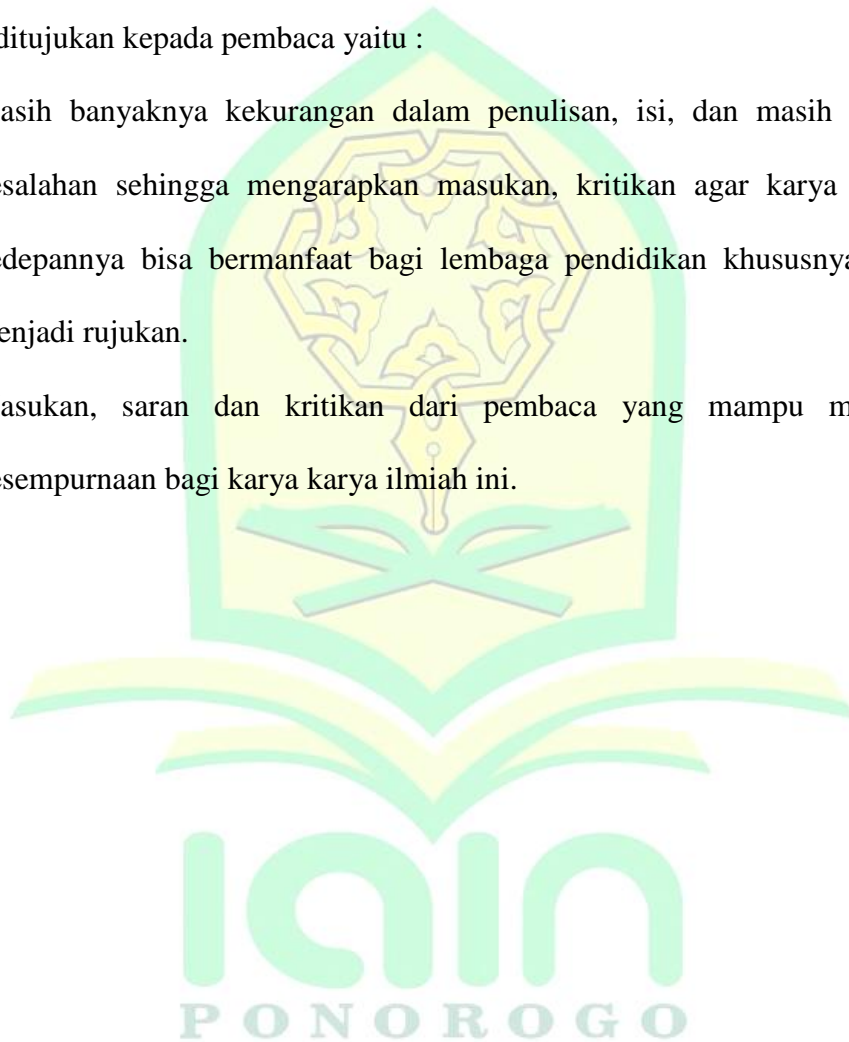 ditujukan kepada pembaca yaitu :
asih banyaknya kekurangan dalam penulisan, isi, dan masih
esalahan sehingga mengarapkan masukan, kritikan agar karya
edepannya bisa bermanfaat bagi lembaga pendidikan khususnya
enjadi rujukan.
asukan, saran dan kritikan dari pembaca yang mampu m
esempurnaan bagi karya karya ilmiah ini.
iain
PONOROGO